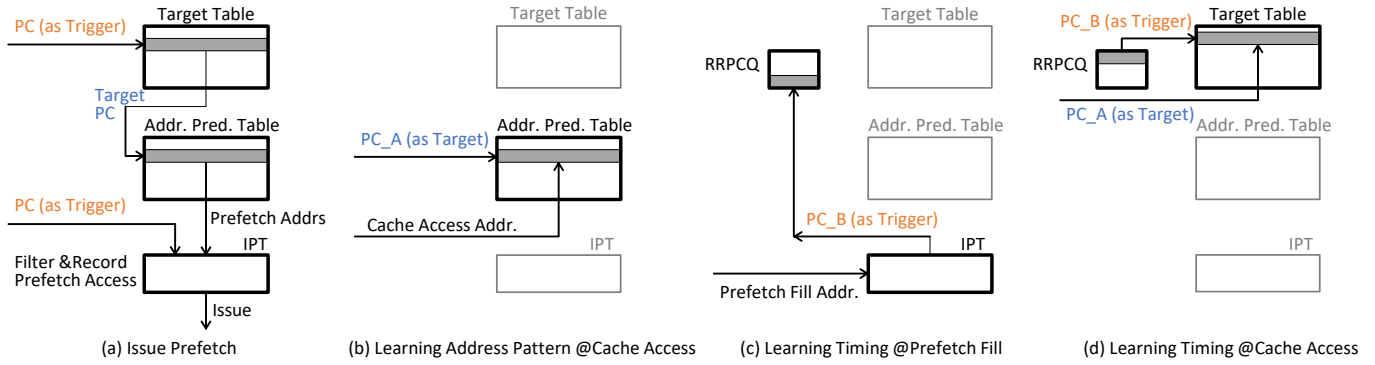 Target Table
PC (as Trigger)
Target
PC
Addr. Pred. Table
PC (as Trigger)
Prefetch Addrs
IPT
Filter &Record
Prefetch Access
Issue
(a) Issue Prefetch
Target Table
Addr. Pred. Table
PC_A (as Target)
Cache Access Addr.
IPT
(b) Learning Address Pattern @Cache Access
Target Table
RRPCQ
Addr. Pred. Table
PC_B (as Trigger)
IPT
Prefetch Fill Addr.
(c) Learning Timing @Prefetch Fill
Target Table
PC_B (as Trigger)
RRPCQ
PC_A (as Target)
Addr. Pred. Table
IPT
(d) Learning Timing @Cache Access